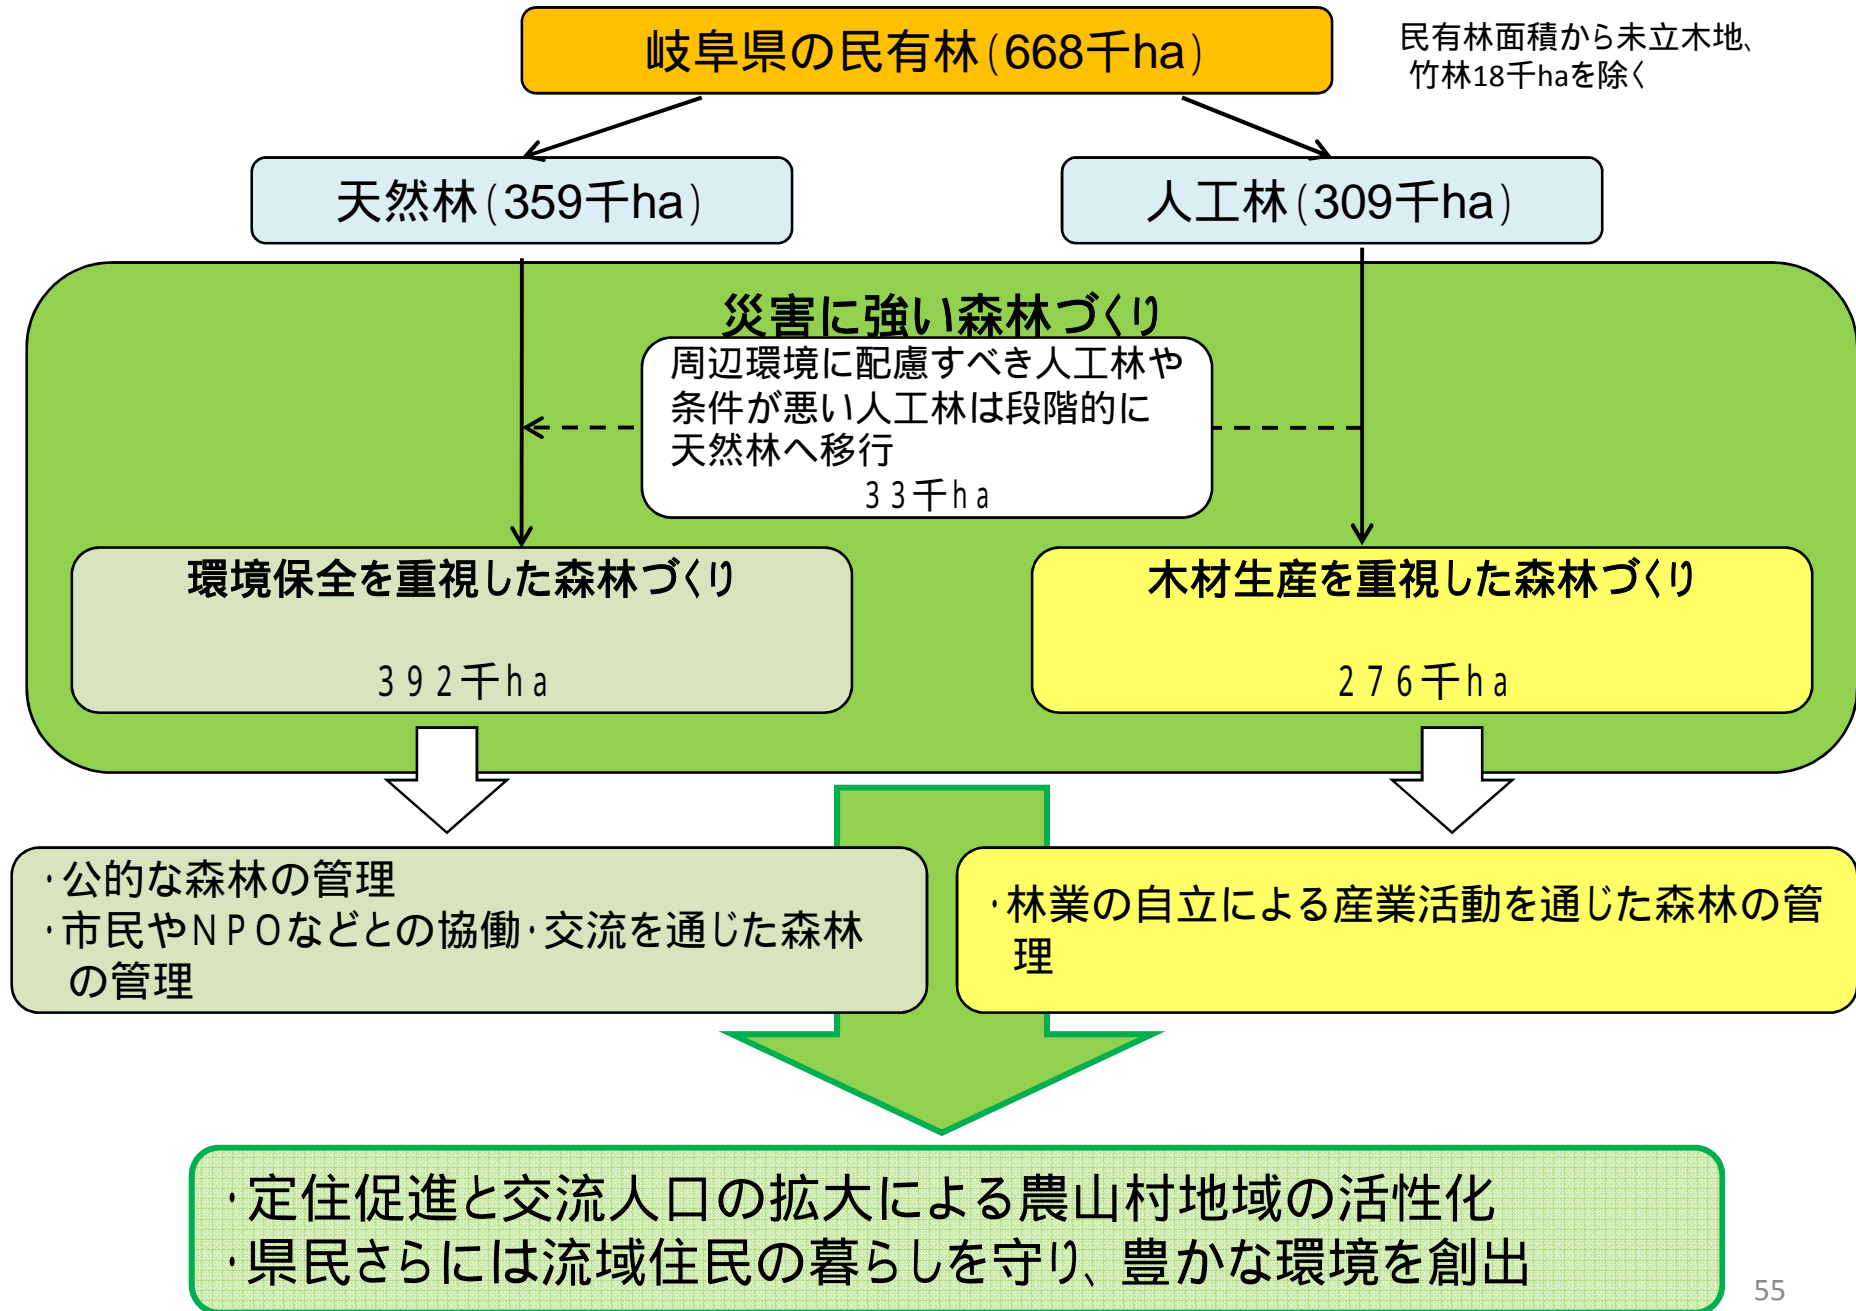 岐阜県の民有林(668千ha)
民有林面積から未立木地、
竹林18千haを除く
天然林(359千ha)
人工林(309千ha)
災害に強い森林づくり
周辺環境に配慮すべき人工林や
条件が悪い人工林は段階的に
天然林へ移行
33千ha
環境保全を重視した森林づくり
392千ha
木材生産を重視した森林づくり
276千ha
・公的な森林の管理
・市民やNPOなどとの協働・交流を通じた森林
の管理
・林業の自立による産業活動を通じた森林の管
理
・定住促進と交流人口の拡大による農山村地域の活性化
・県民さらには流域住民の暮らしを守り、豊かな環境を創出
55